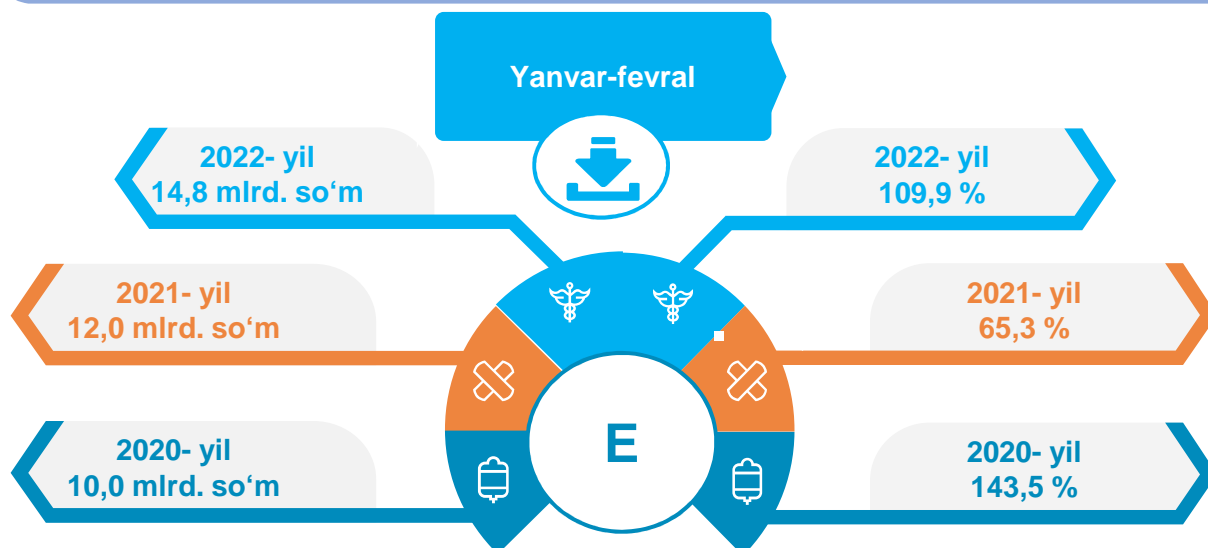 Yanvar-fevral
2022- yil
14,8 mlrd. so‘m
2022- yil
109,9 %
2021- yil
12,0 mlrd. so‘m
2021- yil
65,3 %
E
2020- yil
10,0 mlrd. so‘m
2020- yil
143,5 %